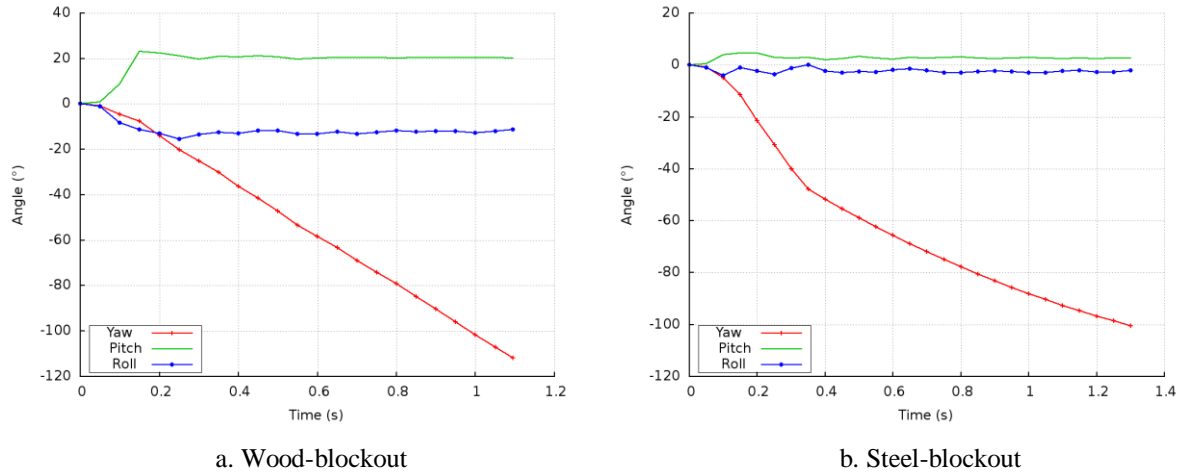 20
0
-20
-40
-60
-80
-100
-120
40
20
0
-20
-40
-60
-80
-100
-120
Angle (°)
Angle (°)
Yaw
Pitch
Roll
Yaw
Pitch
Roll
0 0.2 0.4 0.6 0.8 1 1.2
0 0.2 0.4 0.6 0.8 1 1.2 1.4
Time (s)
Time (s)
a. Wood-blockout
b. Steel-blockout